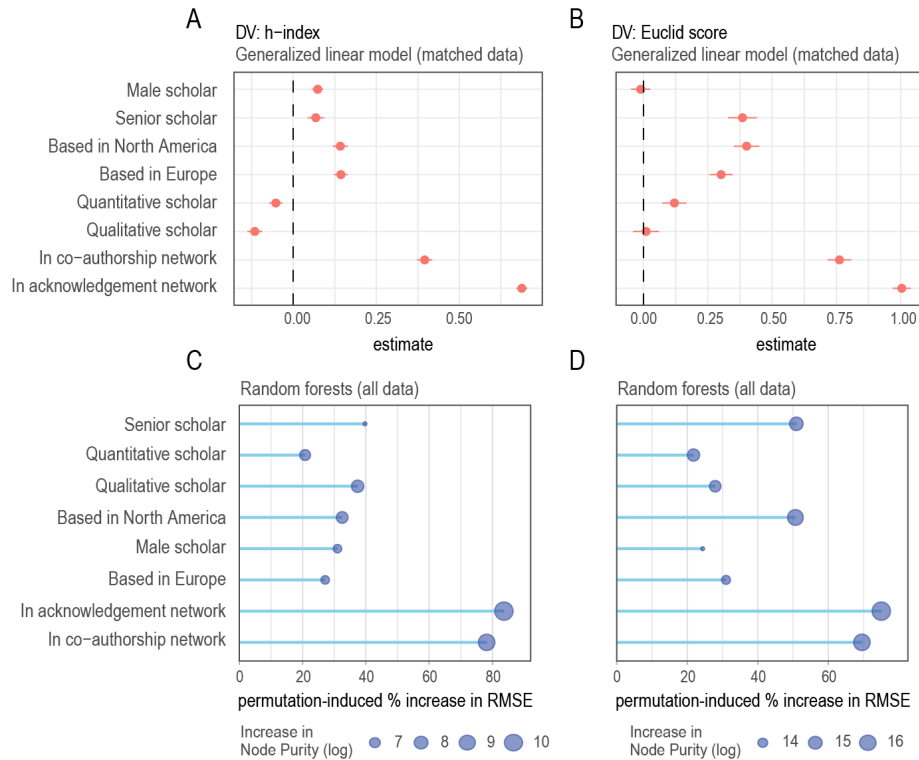 A
DV: h-index
Generalized linear model (matched data)
B
DV: Euclid score
Generalized linear model (matched data)
Male scholar
Senior scholar
Based in North America
Based in Europe
Quantitative scholar
Qualitative scholar
In co-authorship network
In acknowledgement network
0.00 0.25 0.50
estimate
0.00 0.25 0.50 0.75 1.00
estimate
C
Random forests (all data)
D
Random forests (all data)
Senior scholar
Quantitative scholar
Qualitative scholar
Based in North America
Male scholar
Based in Europe
In acknowledgement network
In co-authorship network
0 20 40 60 80
permutation-induced % increase in RMSE
Increase in
Node Purity (log) 7 8 9 10
0 20 40 60
permutation-induced % increase in RMSE
Increase in
Node Purity (log) 14 15 16